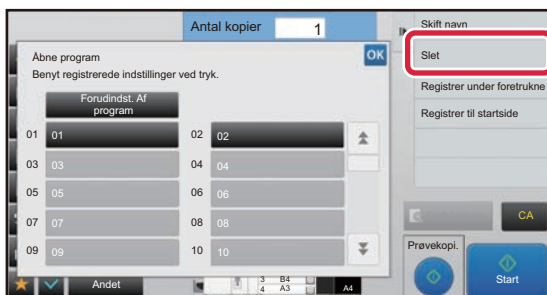 Antal kopier 1
Skift navn
Slet
Registrer under foretrukne
Registrer til startside
Åbne program
OK
Benyt registrerede indstillinger ved tryk.
Forudindst. Af
program
01 01 02 02
03 03 04 04
05 05 06 06
07 07 08 08
09 09 10 10
CA
Prøvekopi.
Start
Andet
3 B4
4 A3
A4